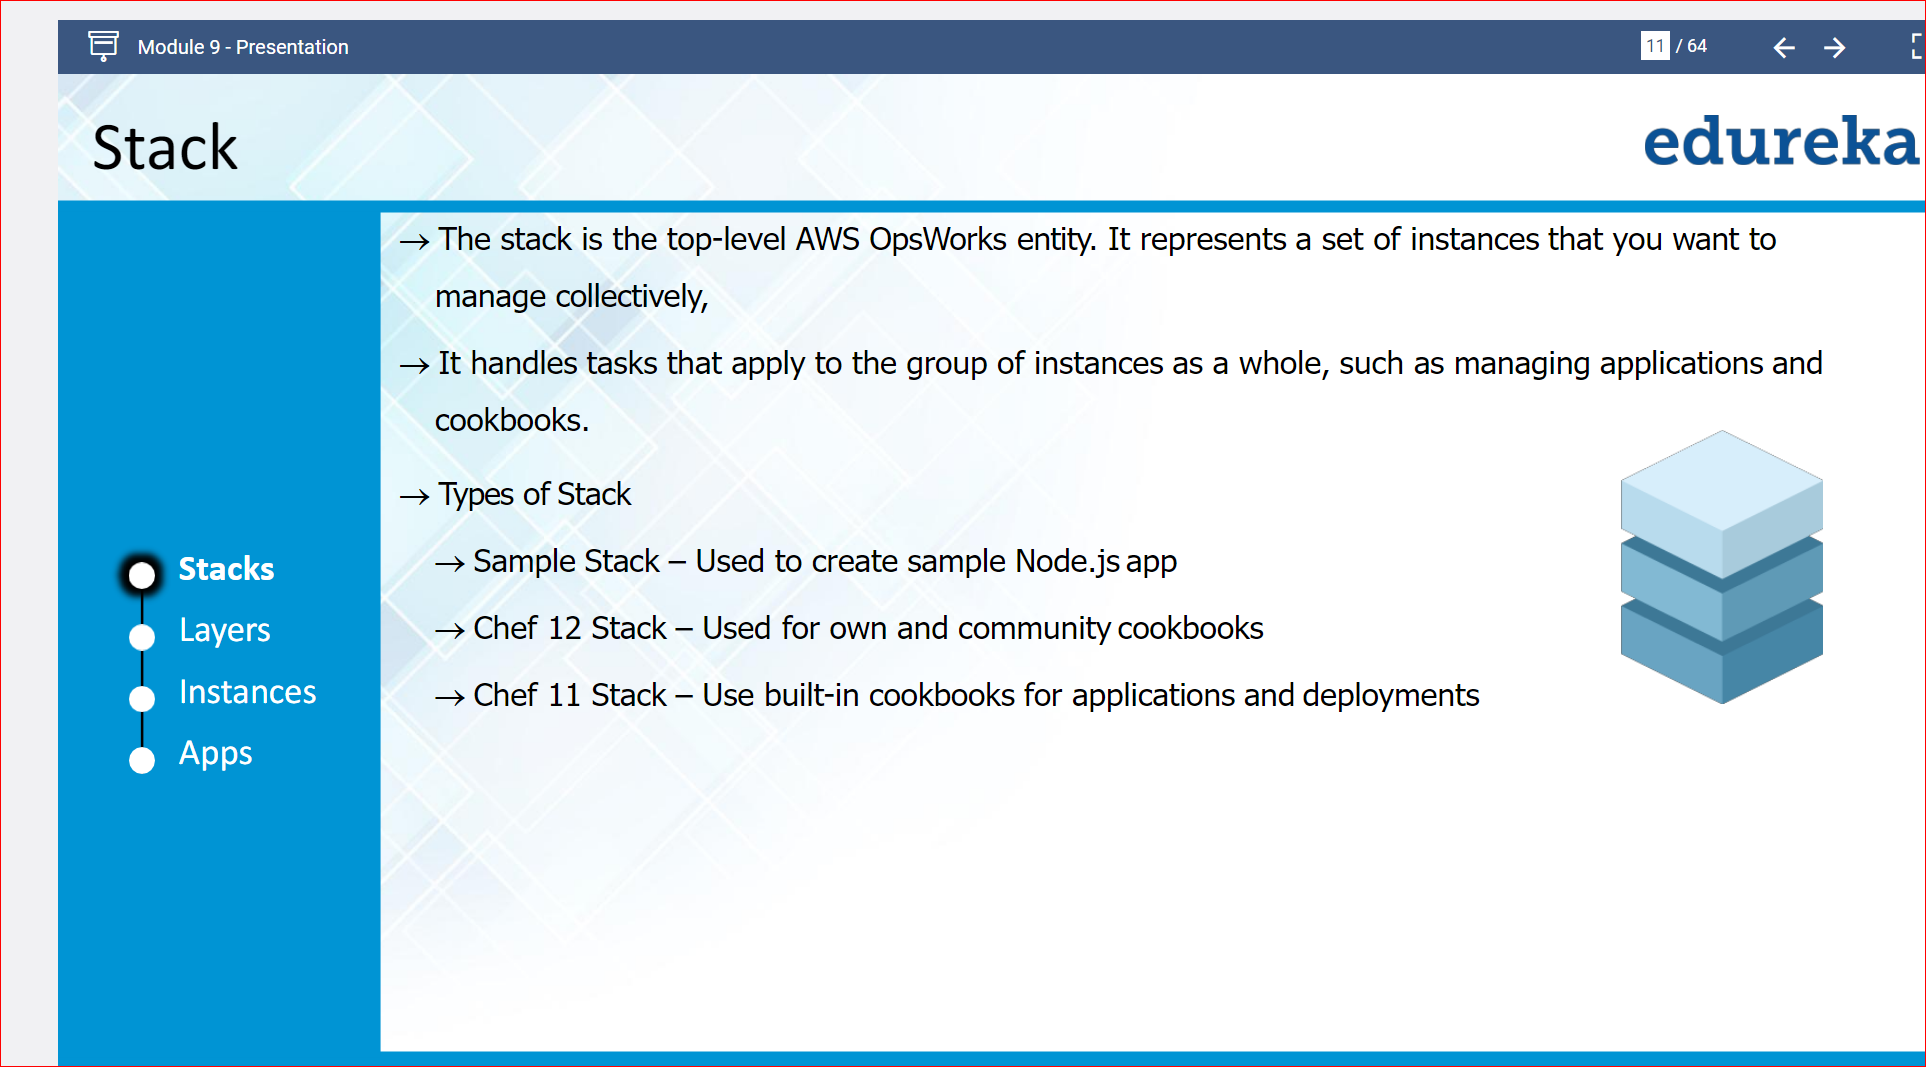 Module 9 - Presentation
11 / 64
Stack
edureka
→ The stack is the top-level AWS OpsWorks entity. It represents a set of instances that you want to
manage collectively,
→ It handles tasks that apply to the group of instances as a whole, such as managing applications and
cookbooks.
→ Types of Stack
→ Sample Stack – Used to create sample Node.js app
→ Chef 12 Stack – Used for own and community cookbooks
→ Chef 11 Stack – Use built-in cookbooks for applications and deployments
Stacks
Layers
Instances
Apps